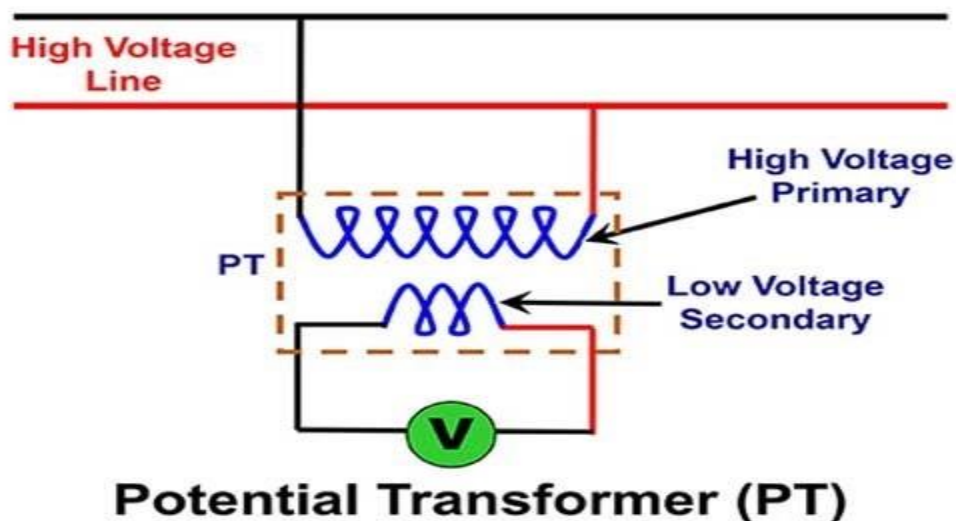 High Voltage
Line
High Voltage
Primary
PT
Low Voltage
Secondary
V
Potential Transformer (PT)